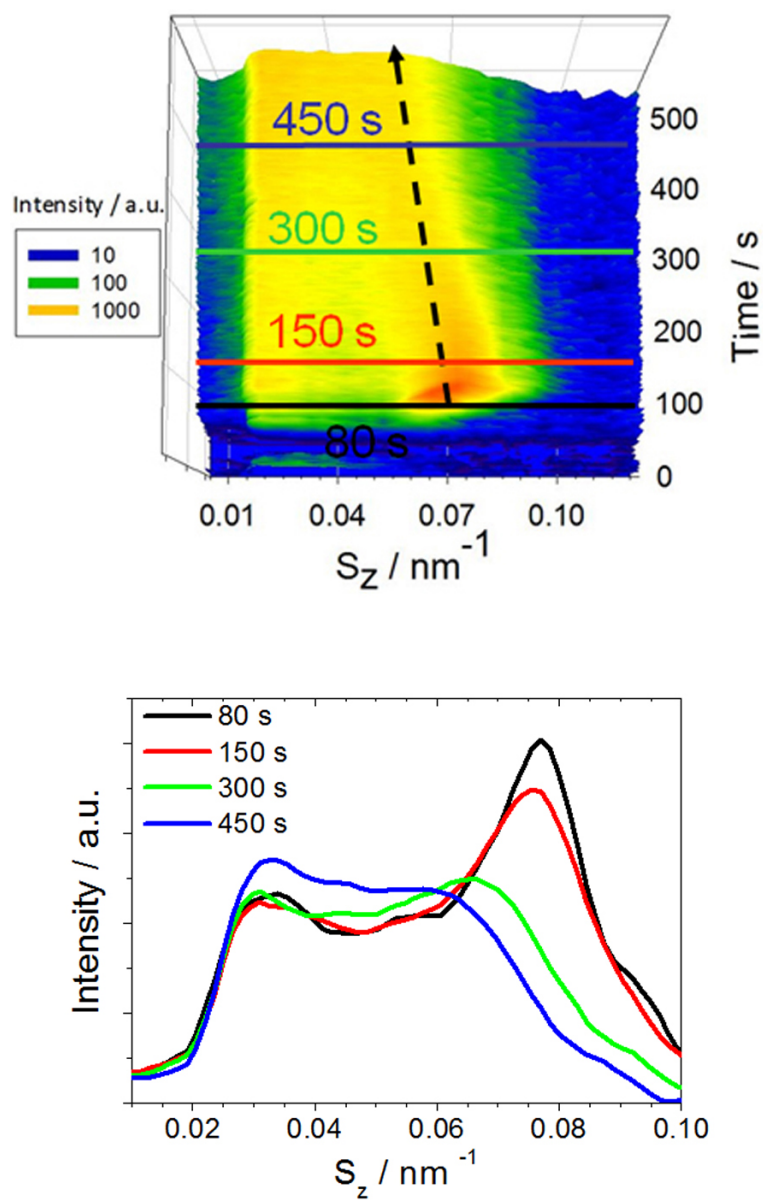 Intensity / a.u.
10
100
1000
450 s
300 s
150 s
80 s
500
400
300
200
100
0
Time / s
0.01 0.04 0.07 0.10
Sz / nm-1
80 s
150 s
300 s
450 s
Intensity / a.u.
0.02 0.04 0.06 0.08 0.10
Sz / nm -1